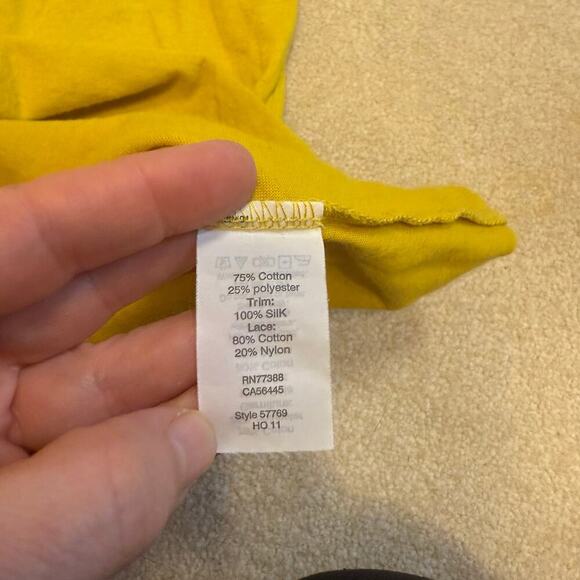 75% Cotton
25% polyester
Trim:
100% SilK
Lace:
80% Cotton
20% Nylon
RN77388
CA56445
Style 57769
HO 11